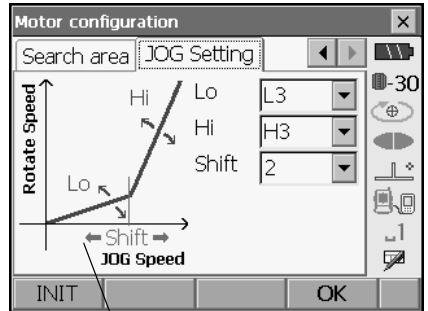 Motor configuration
Search area JOG Setting
Rotate Speed
Hi
Lo
Shift
JOG Speed
Lo L3
Hi H3
Shift 2
-30
1
INIT OK